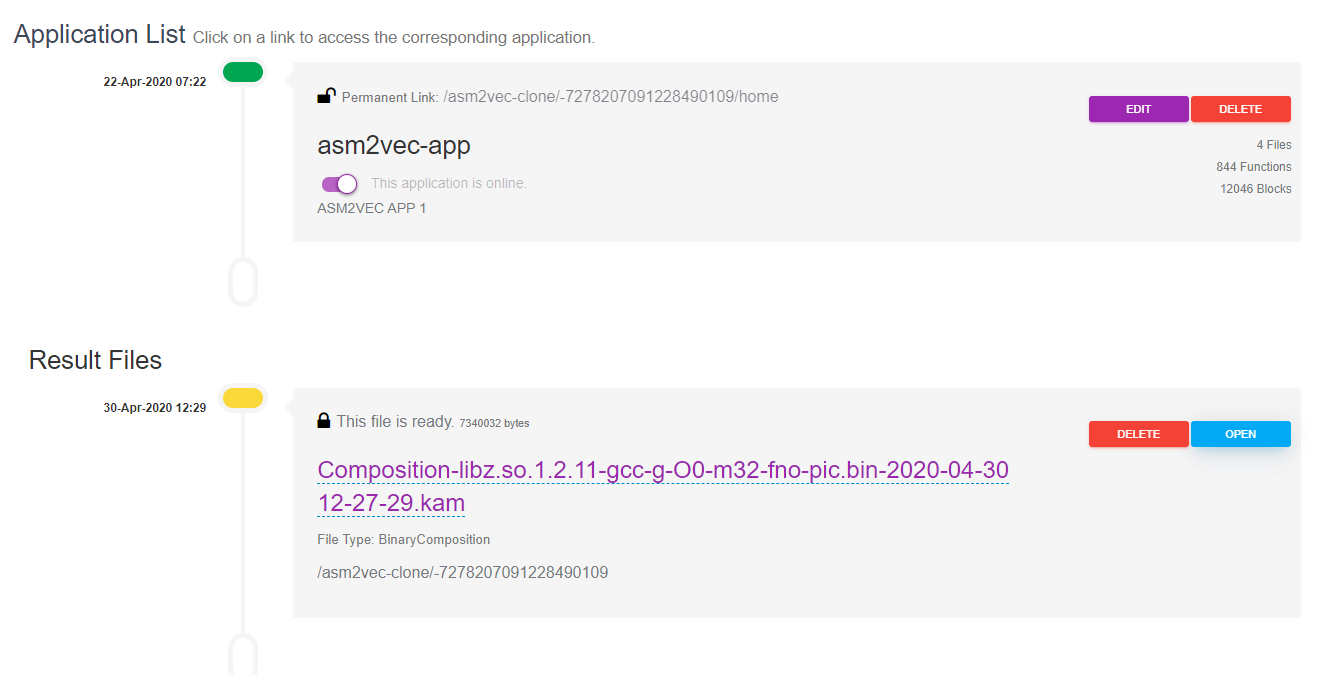 Application List Click on a link to access the corresponding application.
22-Apr-2020 07:22
Permanent Link: /asm2vec-clone/-7278207091228490109/home
EDIT
DELETE
asm2vec-app
4 Files
844 Functions
12046 Blocks
This application is online.
ASM2VEC APP 1
Result Files
30-Apr-2020 12:29
This file is ready. 7340032 bytes
DELETE
OPEN
Composition-libz.so.1.2.11-gcc-g-O0-m32-fno-pic.bin-2020-04-30
12-27-29.kam
File Type: BinaryComposition
/asm2vec-clone/-7278207091228490109